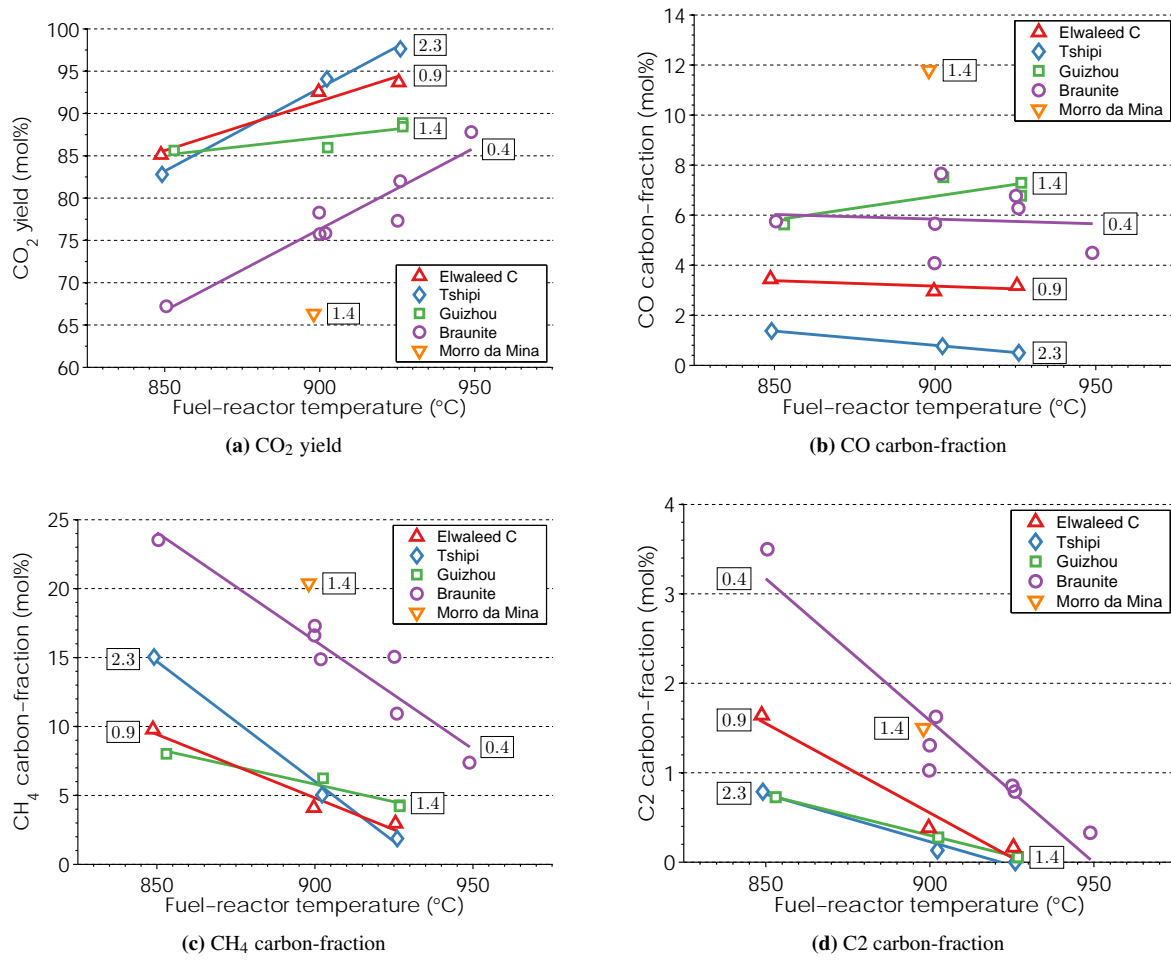 100
95
90
85
80
75
70
65
60
CO2 yield (mol%)
2.3
0.9
1.4
0.4
1.4
Elwaleed C
Tshipi
Guizhou
Braunite
Morro da Mina
850 900 950
Fuel-reactor temperature (°C)
(a) CO2 yield
14
12
10
8
6
4
2
0
CO carbon-fraction (mol%)
1.4
1.4
0.4
0.9
2.3
Elwaleed C
Tshipi
Guizhou
Braunite
Morro da Mina
850 900 950
Fuel-reactor temperature (°C)
(b) CO carbon-fraction
25
20
15
10
5
0
CH4 carbon-fraction (mol%)
1.4
2.3
0.9
0.4
1.4
Elwaleed C
Tshipi
Guizhou
Braunite
Morro da Mina
850 900 950
Fuel-reactor temperature (°C)
(c) CH4 carbon-fraction
4
3
2
1
0
C2 carbon-fraction (mol%)
0.4
0.9
1.4
2.3
1.4
Elwaleed C
Tshipi
Guizhou
Braunite
Morro da Mina
850 900 950
Fuel-reactor temperature (°C)
(d) C2 carbon-fraction